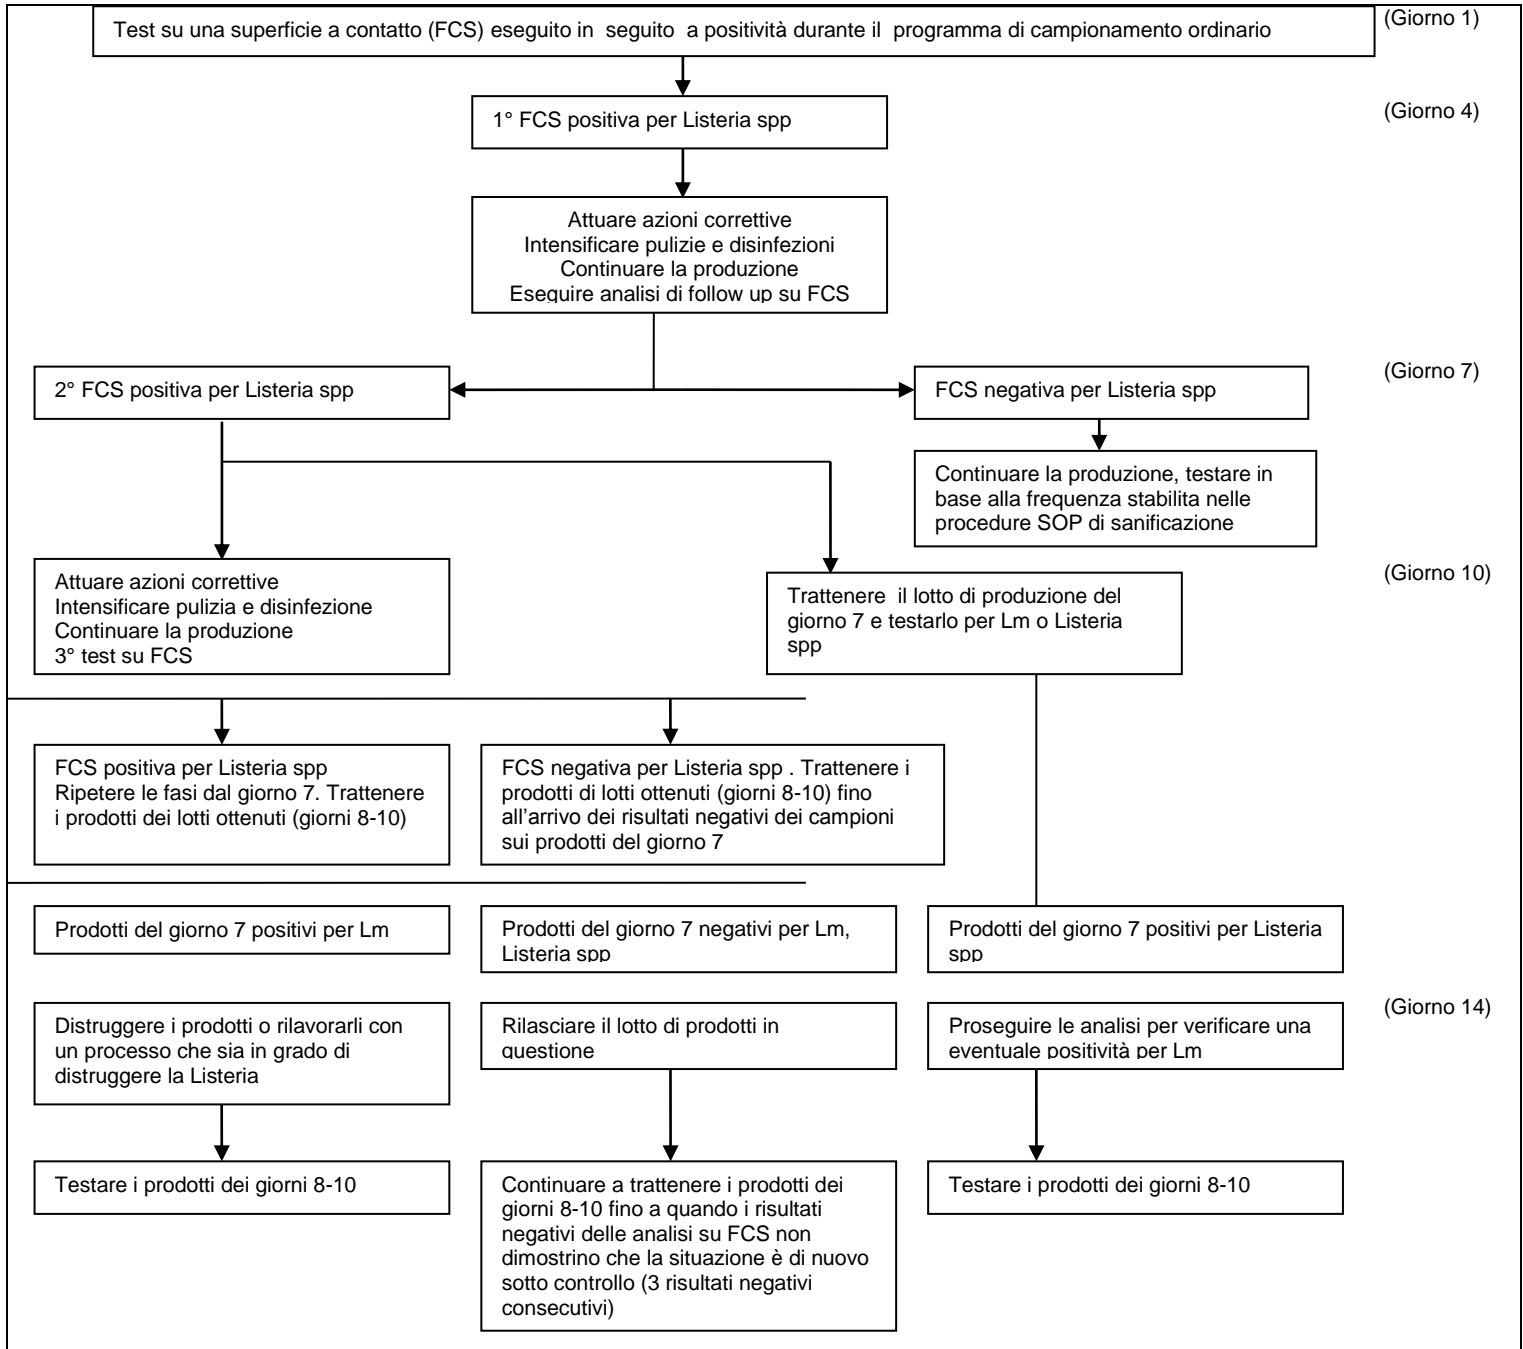 Test su una superficie a contatto (FCS) eseguito in seguito a positività durante il programma di campionamento ordinario
(Giorno 1)
1° FCS positiva per Listeria spp
(Giorno 4)
Attuare azioni correttive
Intensificare pulizie e disinfezioni
Continuare la produzione
Eseguire analisi di follow up su FCS
2° FCS positiva per Listeria spp
FCS negativa per Listeria spp
(Giorno 7)
Continuare la produzione, testare in
base alla frequenza stabilita nelle
procedure SOP di sanificazione
Attuare azioni correttive
Intensificare pulizia e disinfezione
Continuare la produzione
3° test su FCS
Trattenere il lotto di produzione del
giorno 7 e testarlo per Lm o Listeria
spp
(Giorno 10)
FCS positiva per Listeria spp
Ripetere le fasi dal giorno 7. Trattenere
i prodotti dei lotti ottenuti (giorni 8-10)
FCS negativa per Listeria spp . Trattenere i
prodotti di lotti ottenuti (giorni 8-10) fino
all'arrivo dei risultati negativi dei campioni
sui prodotti del giorno 7
Prodotti del giorno 7 positivi per Lm
Prodotti del giorno 7 negativi per Lm,
Listeria spp
Prodotti del giorno 7 positivi per Listeria
spp
Distruggere i prodotti o rilavorarli con
un processo che sia in grado di
distruggere la Listeria
Rilasciare il lotto di prodotti in
questione
Proseguire le analisi per verificare una
eventuale positività per Lm
(Giorno 14)
Testare i prodotti dei giorni 8-10
Continuare a trattenere i prodotti dei
giorni 8-10 fino a quando i risultati
negativi delle analisi su FCS non
dimostrino che la situazione è di nuovo
sotto controllo (3 risultati negativi
consecutivi)
Testare i prodotti dei giorni 8-10